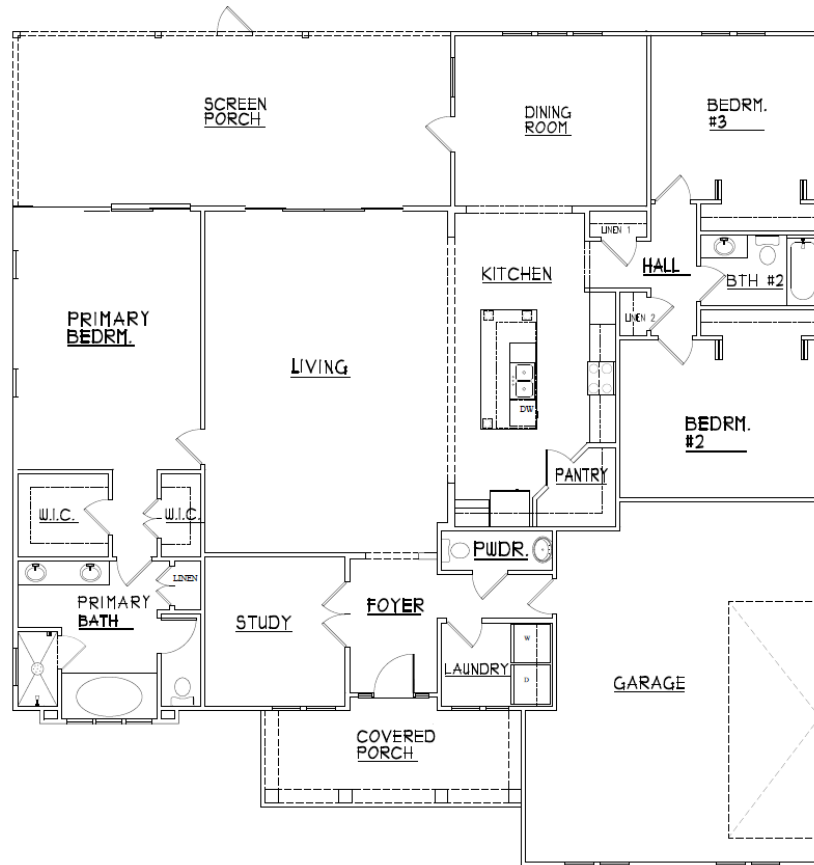 SCREEN
PORCH
DINING
ROOM
BEDRM.
#3
LINEN 1
HALL
BTH #2
KITCHEN
LINEN 2
PRIMARY
BEDRM.
LIVING
DW
BEDRM.
#2
PANTRY
W.I.C.
W.I.C.
PWDR.
LINEN
PRIMARY
BATH
STUDY
FOYER
W
LAUNDRY
D
GARAGE
COVERED
PORCH